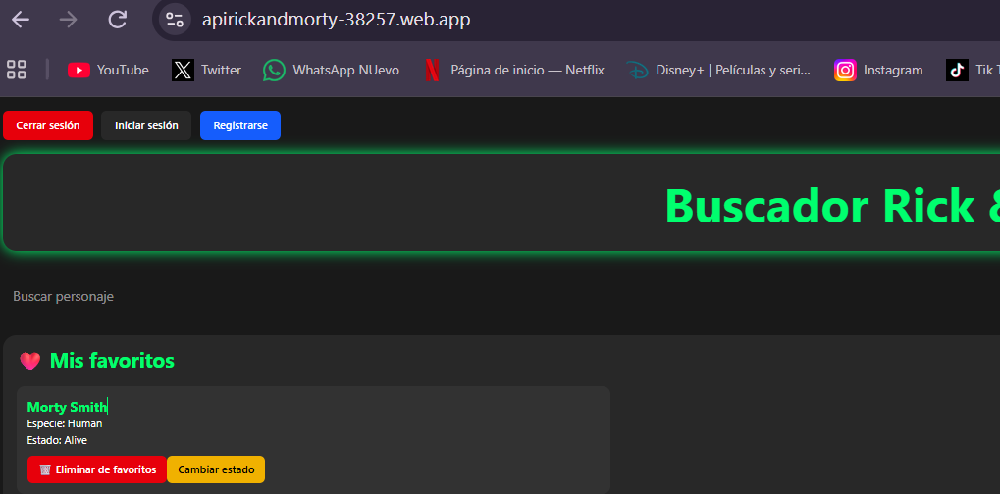 apirickandmorty-38257.web.app
YouTube Twitter WhatsApp NUevo Página de inicio — Netflix Disney+ | Películas y seri... Instagram Tik T
Cerrar sesión Iniciar sesión Registrarse
Buscador Rick &
Buscar personaje
Mis favoritos
Morty Smith
Especie: Human
Estado: Alive
Eliminar de favoritos Cambiar estado